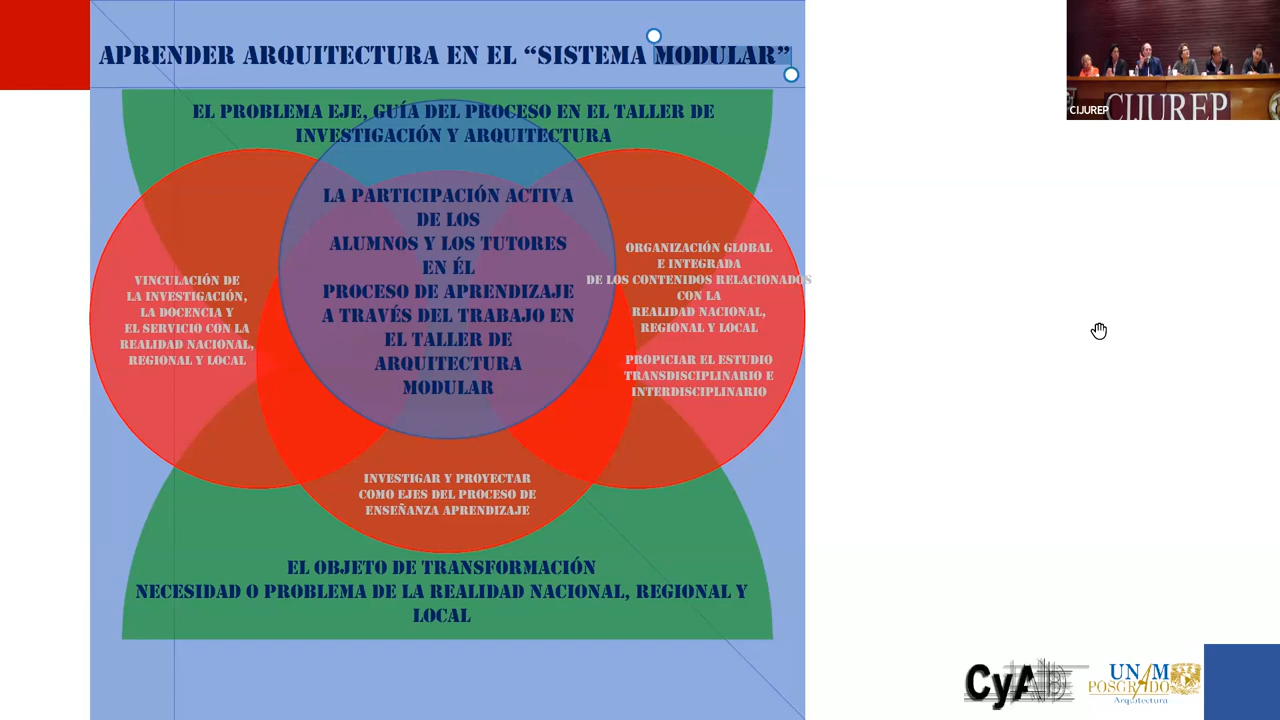 APRENDER ARQUITECTURA EN EL “SISTEMA MODULAR”
EL PROBLEMA EJE, GUÍA DEL PROCESO EN EL TALLER DE
INVESTIGACIÓN Y ARQUITECTURA
LA PARTICIPACIÓN ACTIVA
DE LOS
ALUMNOS Y LOS TUTORES
EN ÉL
PROCESO DE APRENDIZAJE
A TRAVÉS DEL TRABAJO EN
EL TALLER DE
ARQUITECTURA
MODULAR
VINCULACIÓN DE
LA INVESTIGACIÓN,
LA DOCENCIA Y
EL SERVICIO CON LA
REALIDAD NACIONAL,
REGIONAL Y LOCAL
ORGANIZACIÓN GLOBAL
E INTEGRADA
DE LOS CONTENIDOS RELACIONADOS
CON LA
REALIDAD NACIONAL,
REGIONAL Y LOCAL
PROPICIAR EL ESTUDIO
TRANSDISCIPLINARIO E
INTERDISCIPLINARIO
INVESTIGAR Y PROYECTAR
COMO EJES DEL PROCESO DE
ENSEÑANZA APRENDIZAJE
EL OBJETO DE TRANSFORMACIÓN
NECESIDAD O PROBLEMA DE LA REALIDAD NACIONAL, REGIONAL Y
LOCAL
CIJUREP
CIJUREP
CyAD
UNAM
POSGRADO
Arquitectura